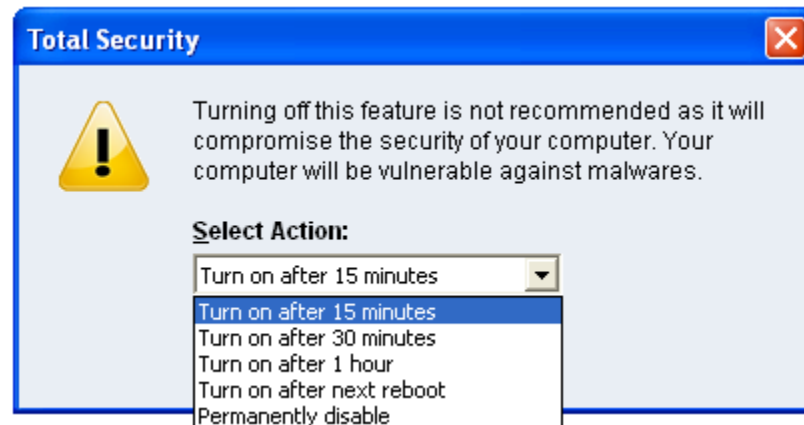 Total Security
Turning off this feature is not recommended as it will
compromise the security of your computer. Your
computer will be vulnerable against malwares.
Select Action:
Turn on after 15 minutes
Turn on after 15 minutes
Turn on after 30 minutes
Turn on after 1 hour
Turn on after next reboot
Permanently disable